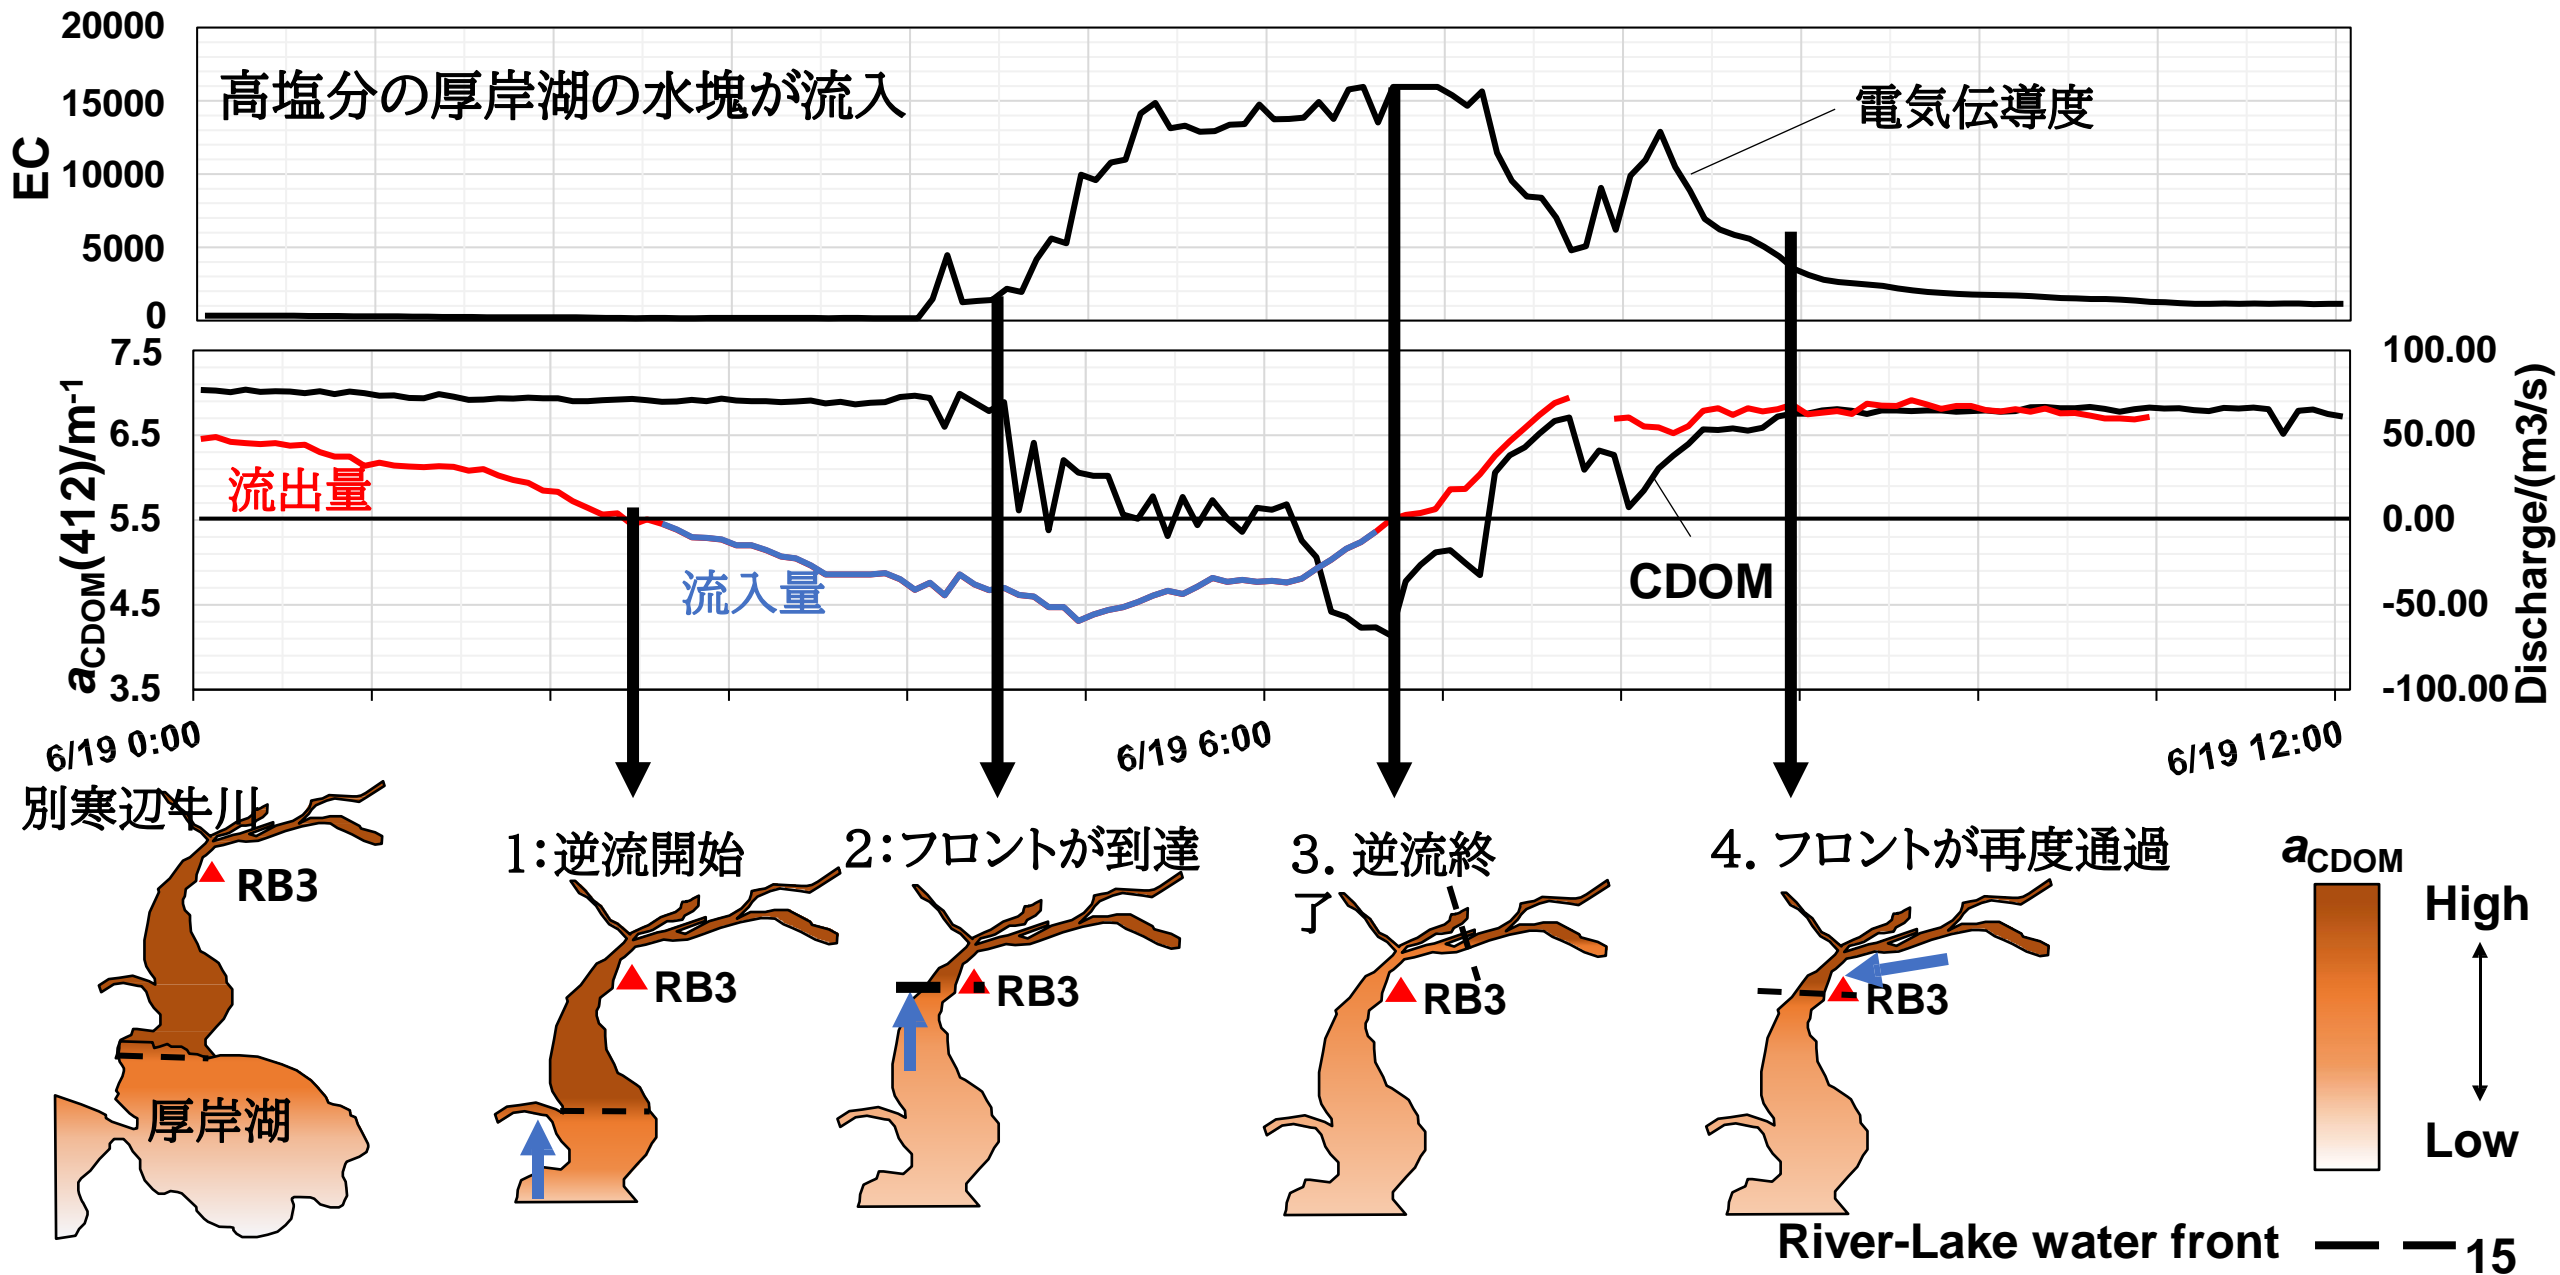 20000
15000
10000
5000
0
EC
高塩分の厚岸湖の水塊が流入
電気伝導度
7.5
6.5
5.5
4.5
3.5
aCDOM(412)/m-1
100.00
50.00
0.00
-50.00
-100.00
Discharge/(m3/s)
流出量
流入量
CDOM
6/19 0:00
6/19 6:00
6/19 12:00
別寒辺牛川
RB3
厚岸湖
1:逆流開始
RB3
2:フロントが到達
RB3
3. 逆流終
了
RB3
4. フロントが再度通過
RB3
aCDOM
High
Low
River-Lake water front
15